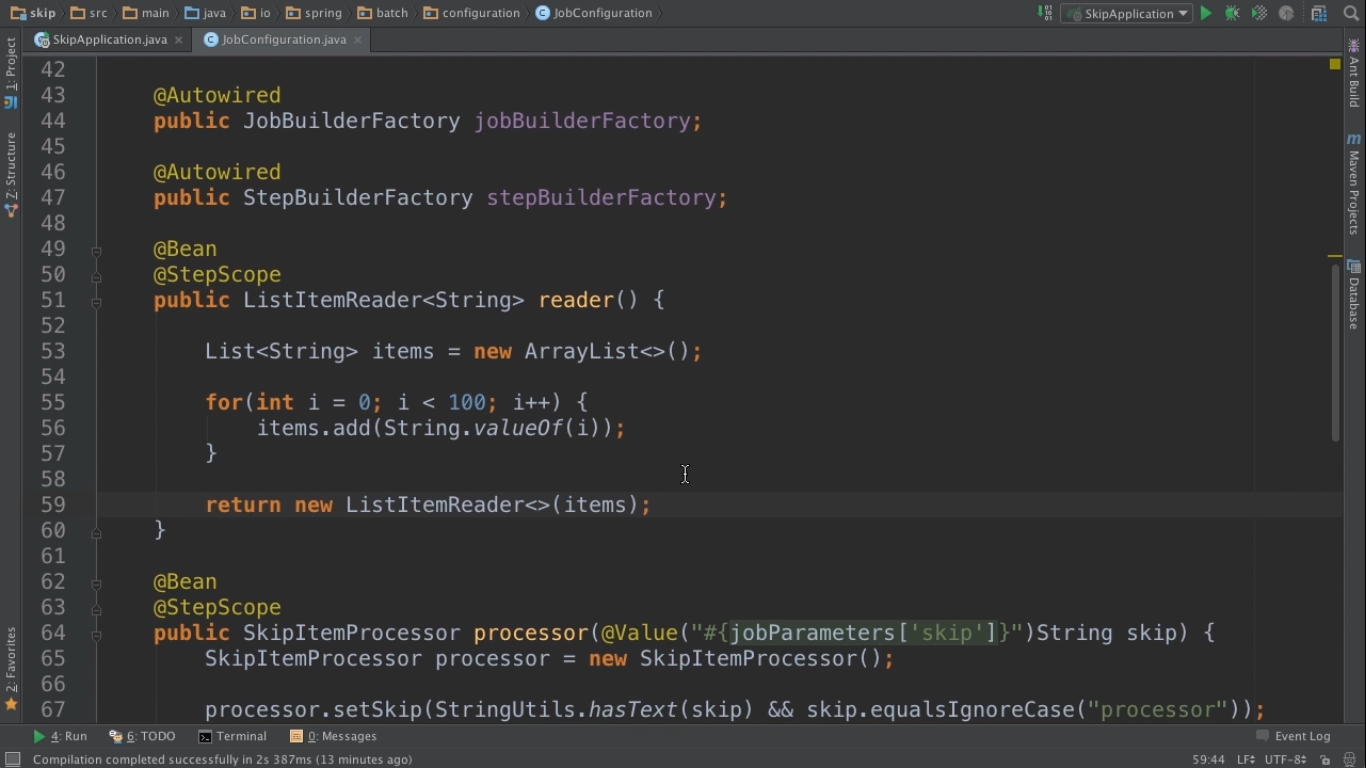 skip src main java io spring batch configuration JobConfiguration SkipApplication
SkipApplication.java JobConfiguration.java
1: Project
Z: Structure
2: Favorites
42
43 @Autowired
44 public JobBuilderFactory jobBuilderFactory;
45
46 @Autowired
47 public StepBuilderFactory stepBuilderFactory;
48
49 @Bean
50 @StepScope
51 public ListItemReader<String> reader() {
52
53 List<String> items = new ArrayList<>();
54
55 for(int i = 0; i < 100; i++) {
56 items.add(String.valueOf(i));
57 }
58
59 return new ListItemReader<>(items);
60 }
61
62 @Bean
63 @StepScope
64 public SkipItemProcessor processor(@Value("#{jobParameters['skip']}")String skip) {
65 SkipItemProcessor processor = new SkipItemProcessor();
66
67 processor.setSkip(StringUtils.hasText(skip) && skip.equalsIgnoreCase("processor"));
Ant Build
m Maven Projects
Database
4: Run 6: TODO Terminal 0: Messages Event Log
Compilation completed successfully in 2s 387ms (13 minutes ago) 59:44 LF UTF-8